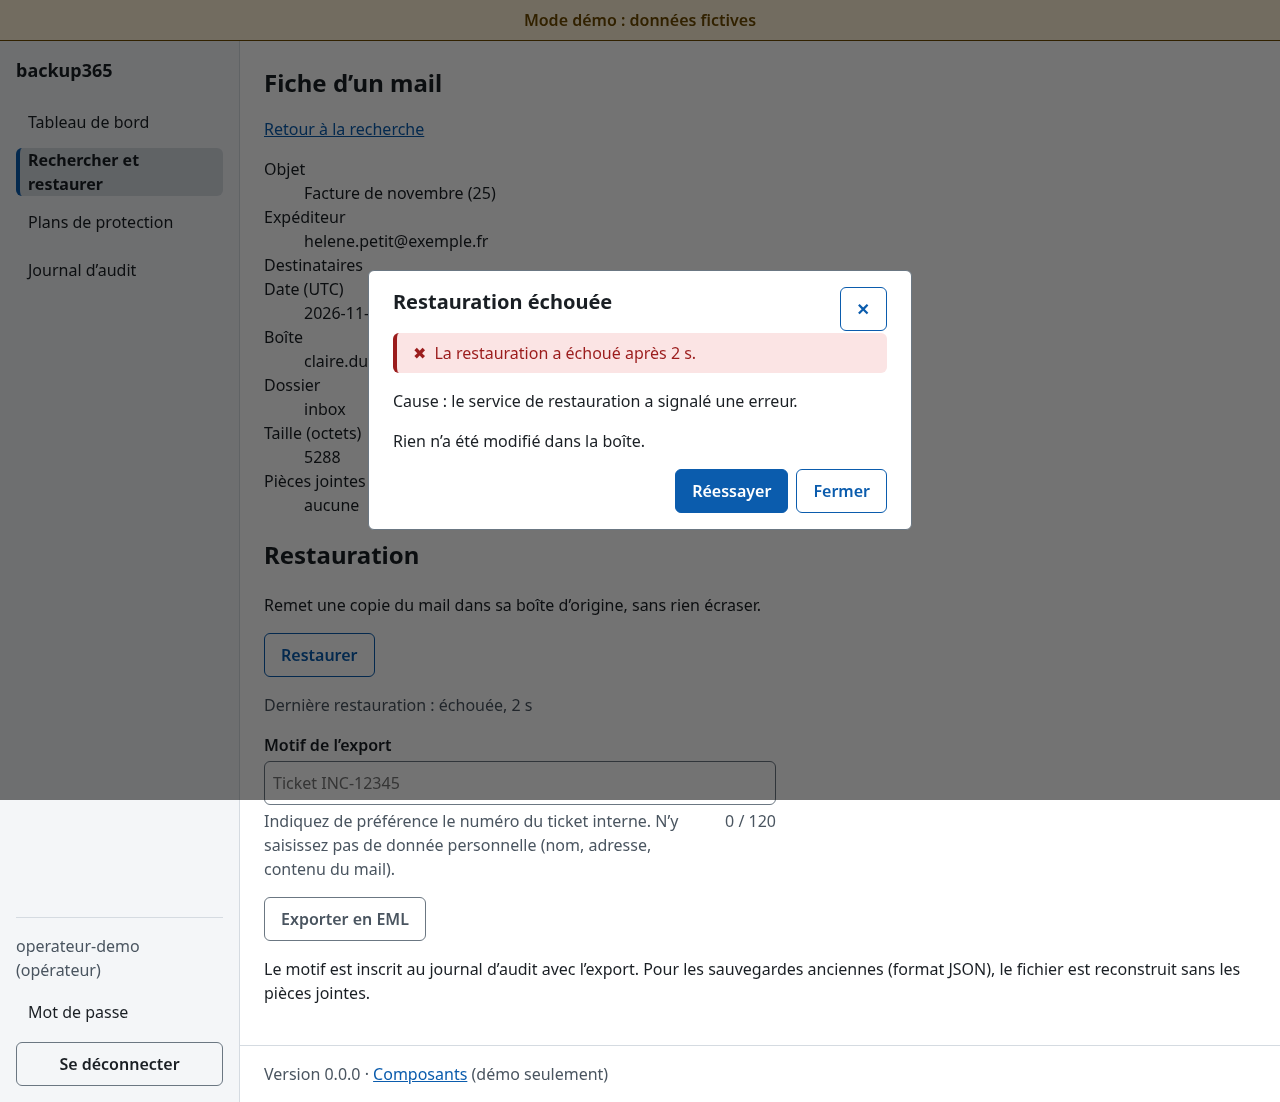 Mode démo : données fictives
backup365
Tableau de bord
Rechercher et
restaurer
Plans de protection
Journal d’audit
operateur-demo
(opérateur)
Mot de passe
Se déconnecter
Fiche d’un mail
Retour à la recherche
Objet
Facture de novembre (25)
Expéditeur
helene.petit@exemple.fr
Destinataires
Date (UTC)
2026-11-
Boîte
claire.du
Dossier
inbox
Taille (octets)
5288
Pièces jointes
aucune
Restauration échouée
×
✖ La restauration a échoué après 2 s.
Cause : le service de restauration a signalé une erreur.
Rien n’a été modifié dans la boîte.
Réessayer Fermer
Restauration
Remet une copie du mail dans sa boîte d’origine, sans rien écraser.
Restaurer
Dernière restauration : échouée, 2 s
Motif de l’export
Ticket INC-12345
Indiquez de préférence le numéro du ticket interne. N’y 0 / 120
saisissez pas de donnée personnelle (nom, adresse,
contenu du mail).
Exporter en EML
Le motif est inscrit au journal d’audit avec l’export. Pour les sauvegardes anciennes (format JSON), le fichier est reconstruit sans les
pièces jointes.
Version 0.0.0 · Composants (démo seulement)